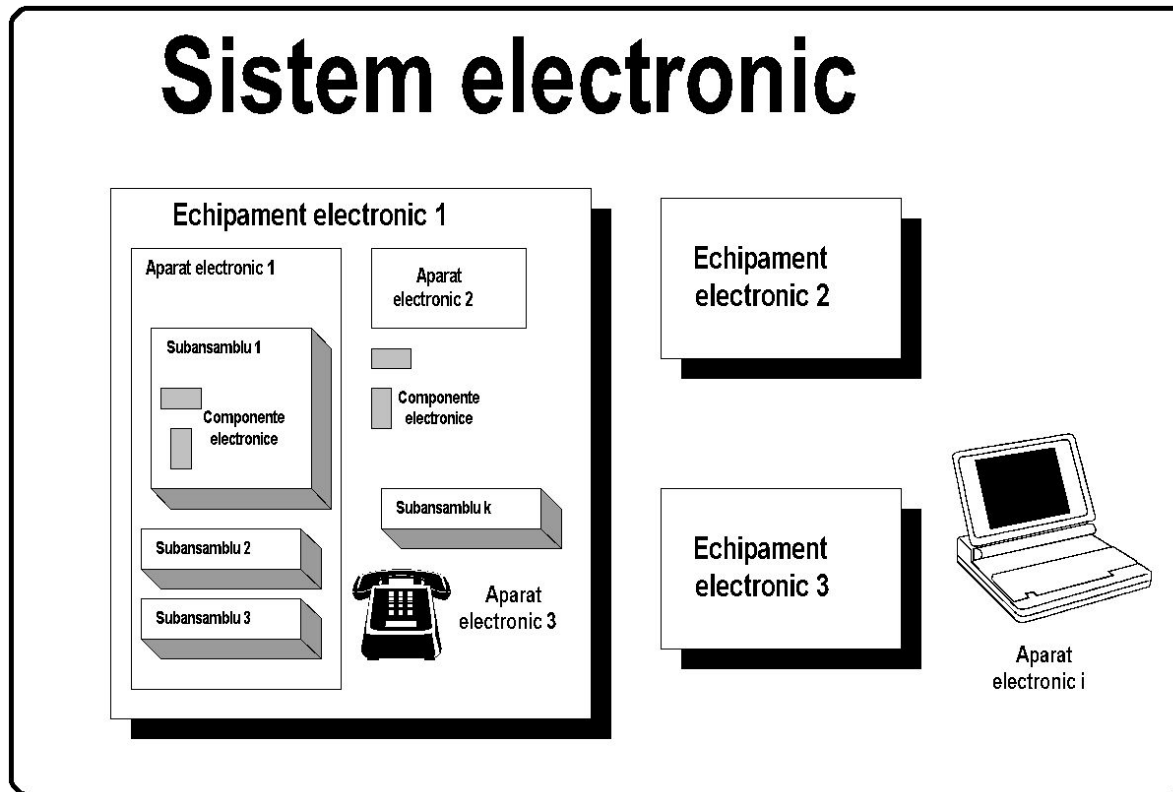 Sistem electronic
Echipament electronic 1
Aparat electronic 1
Subansamblu 1
Componente
electronice
Subansamblu 2
Subansamblu 3
Aparat
electronic 2
Componente
electronice
Subansamblu k
Aparat
electronic 3
Echipament
electronic 2
Echipament
electronic 3
Aparat
electronic i